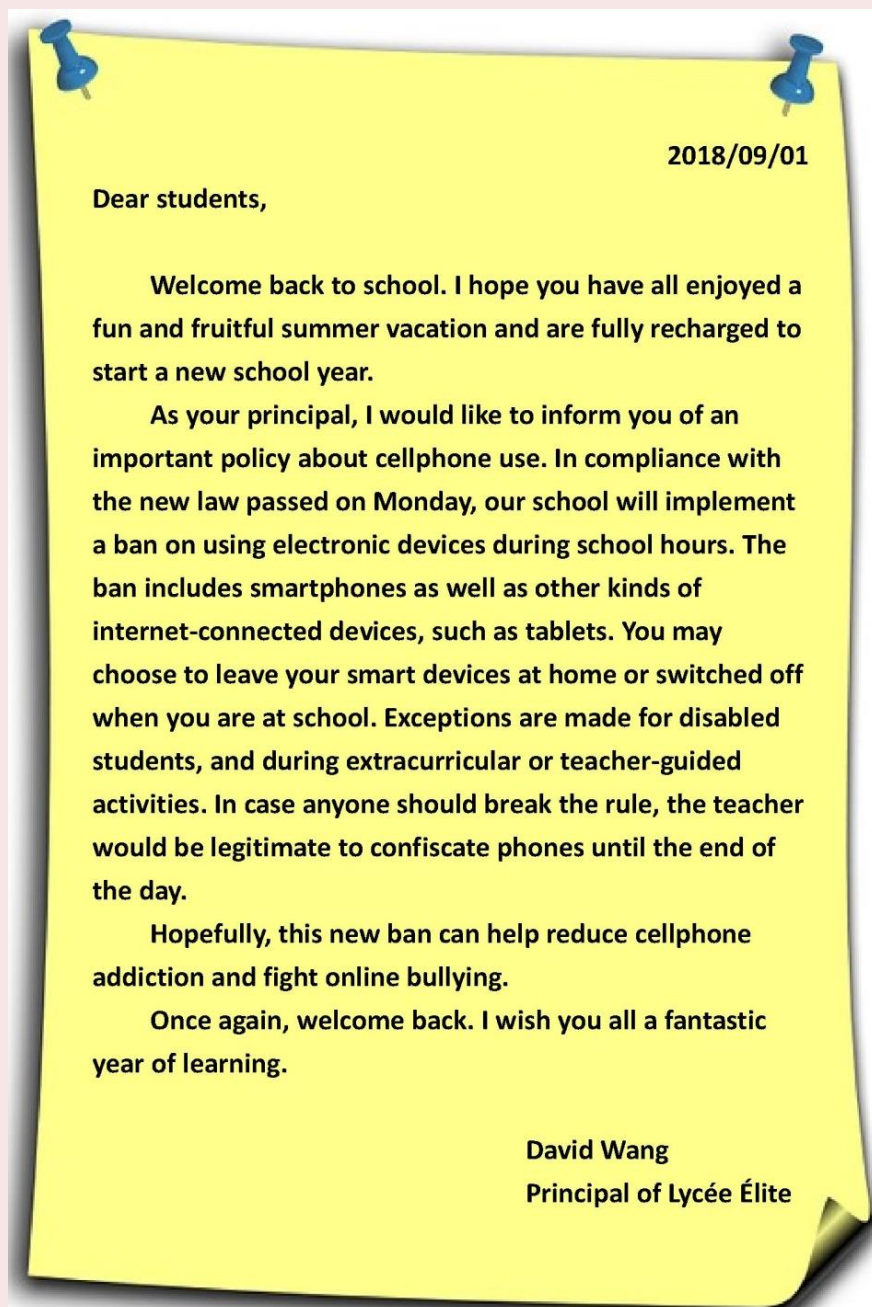 2018/09/01
Dear students,
Welcome back to school. I hope you have all enjoyed a
fun and fruitful summer vacation and are fully recharged to
start a new school year.
As your principal, I would like to inform you of an
important policy about cellphone use. In compliance with
the new law passed on Monday, our school will implement
a ban on using electronic devices during school hours. The
ban includes smartphones as well as other kinds of
internet-connected devices, such as tablets. You may
choose to leave your smart devices at home or switched off
when you are at school. Exceptions are made for disabled
students, and during extracurricular or teacher-guided
activities. In case anyone should break the rule, the teacher
would be legitimate to confiscate phones until the end of
the day.
Hopefully, this new ban can help reduce cellphone
addiction and fight online bullying.
Once again, welcome back. I wish you all a fantastic
year of learning.
David Wang
Principal of Lycée Élite